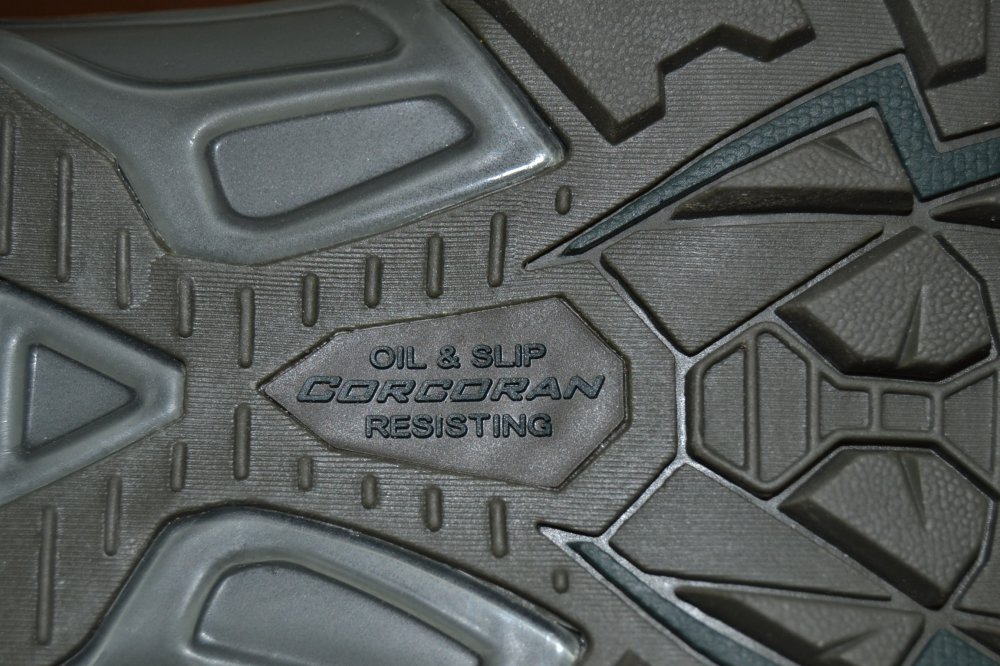 OIL & SLIP
CORCORAN
RESISTING